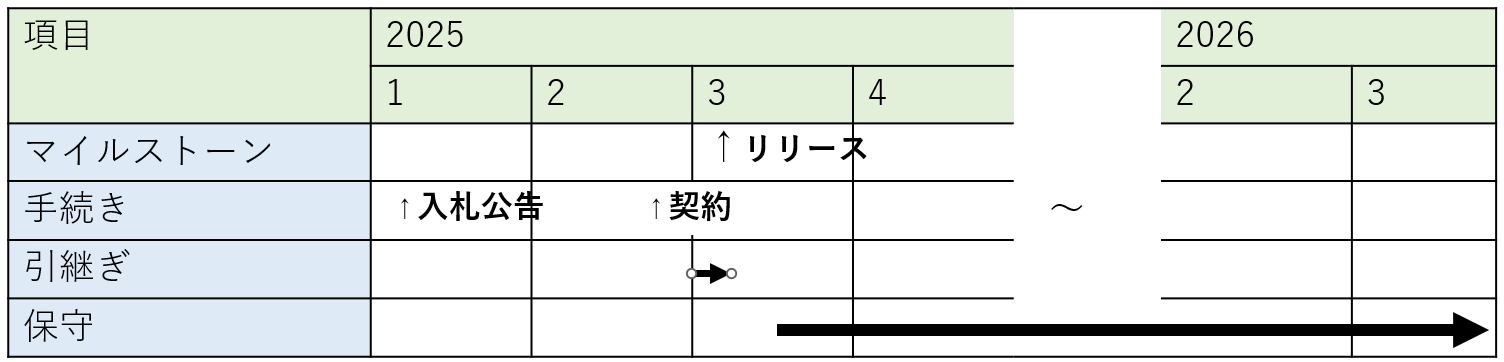 項目 2025 2026
1 2 3 4 2 3
マイルストーン ↑ リリース
手続き ↑入札公告 ↑契約 ～
引継ぎ
保守